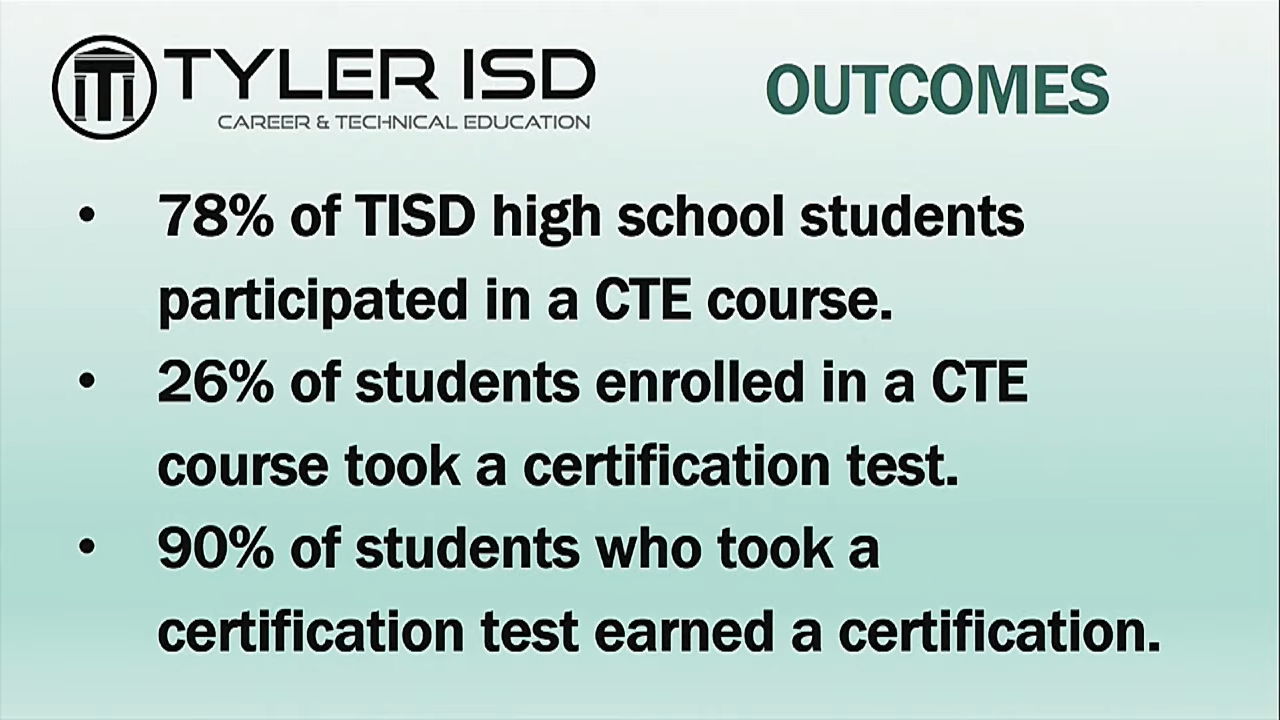 TYLER ISD
CAREER & TECHNICAL EDUCATION
OUTCOMES
• 78% of TISD high school students
participated in a CTE course.
• 26% of students enrolled in a CTE
course took a certification test.
• 90% of students who took a
certification test earned a certification.